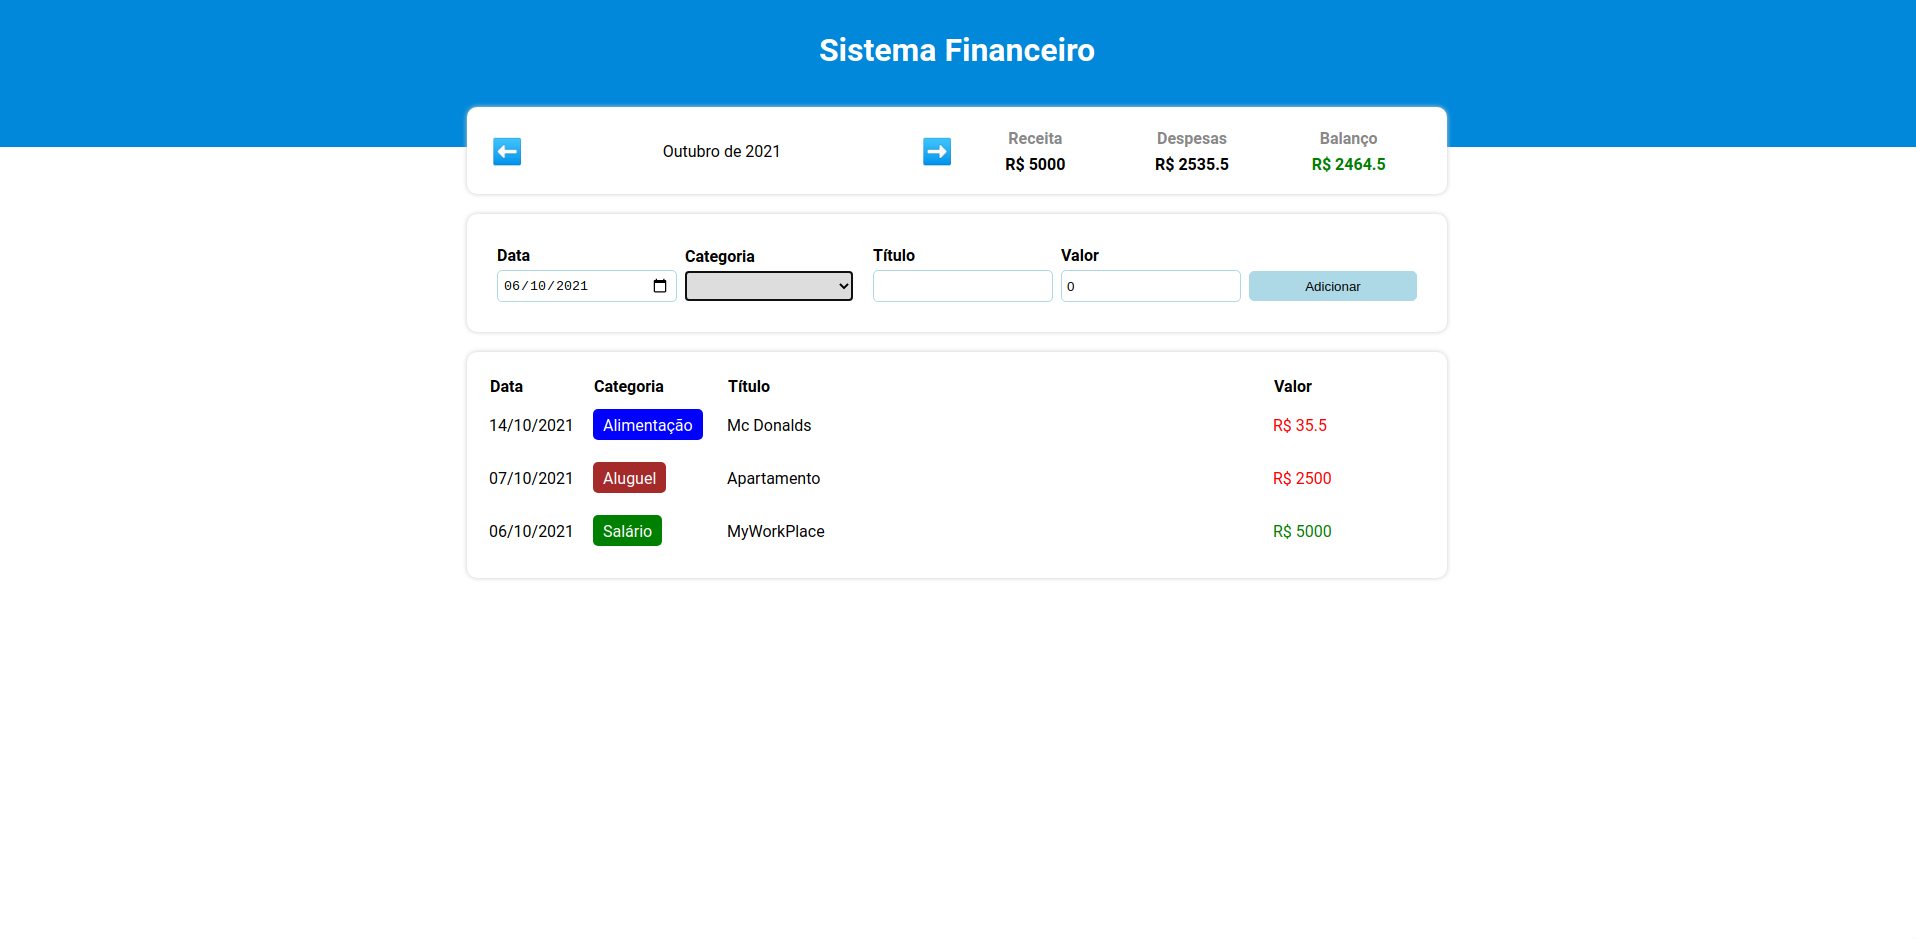 Sistema Financeiro
Outubro de 2021
Receita Despesas Balanço
R$ 5000 R$ 2535.5 R$ 2464.5
Data Categoria Título Valor
06/10/2021 0 Adicionar
Data Categoria Título Valor
14/10/2021 Alimentação Mc Donalds R$ 35.5
07/10/2021 Aluguel Apartamento R$ 2500
06/10/2021 Salário MyWorkPlace R$ 5000